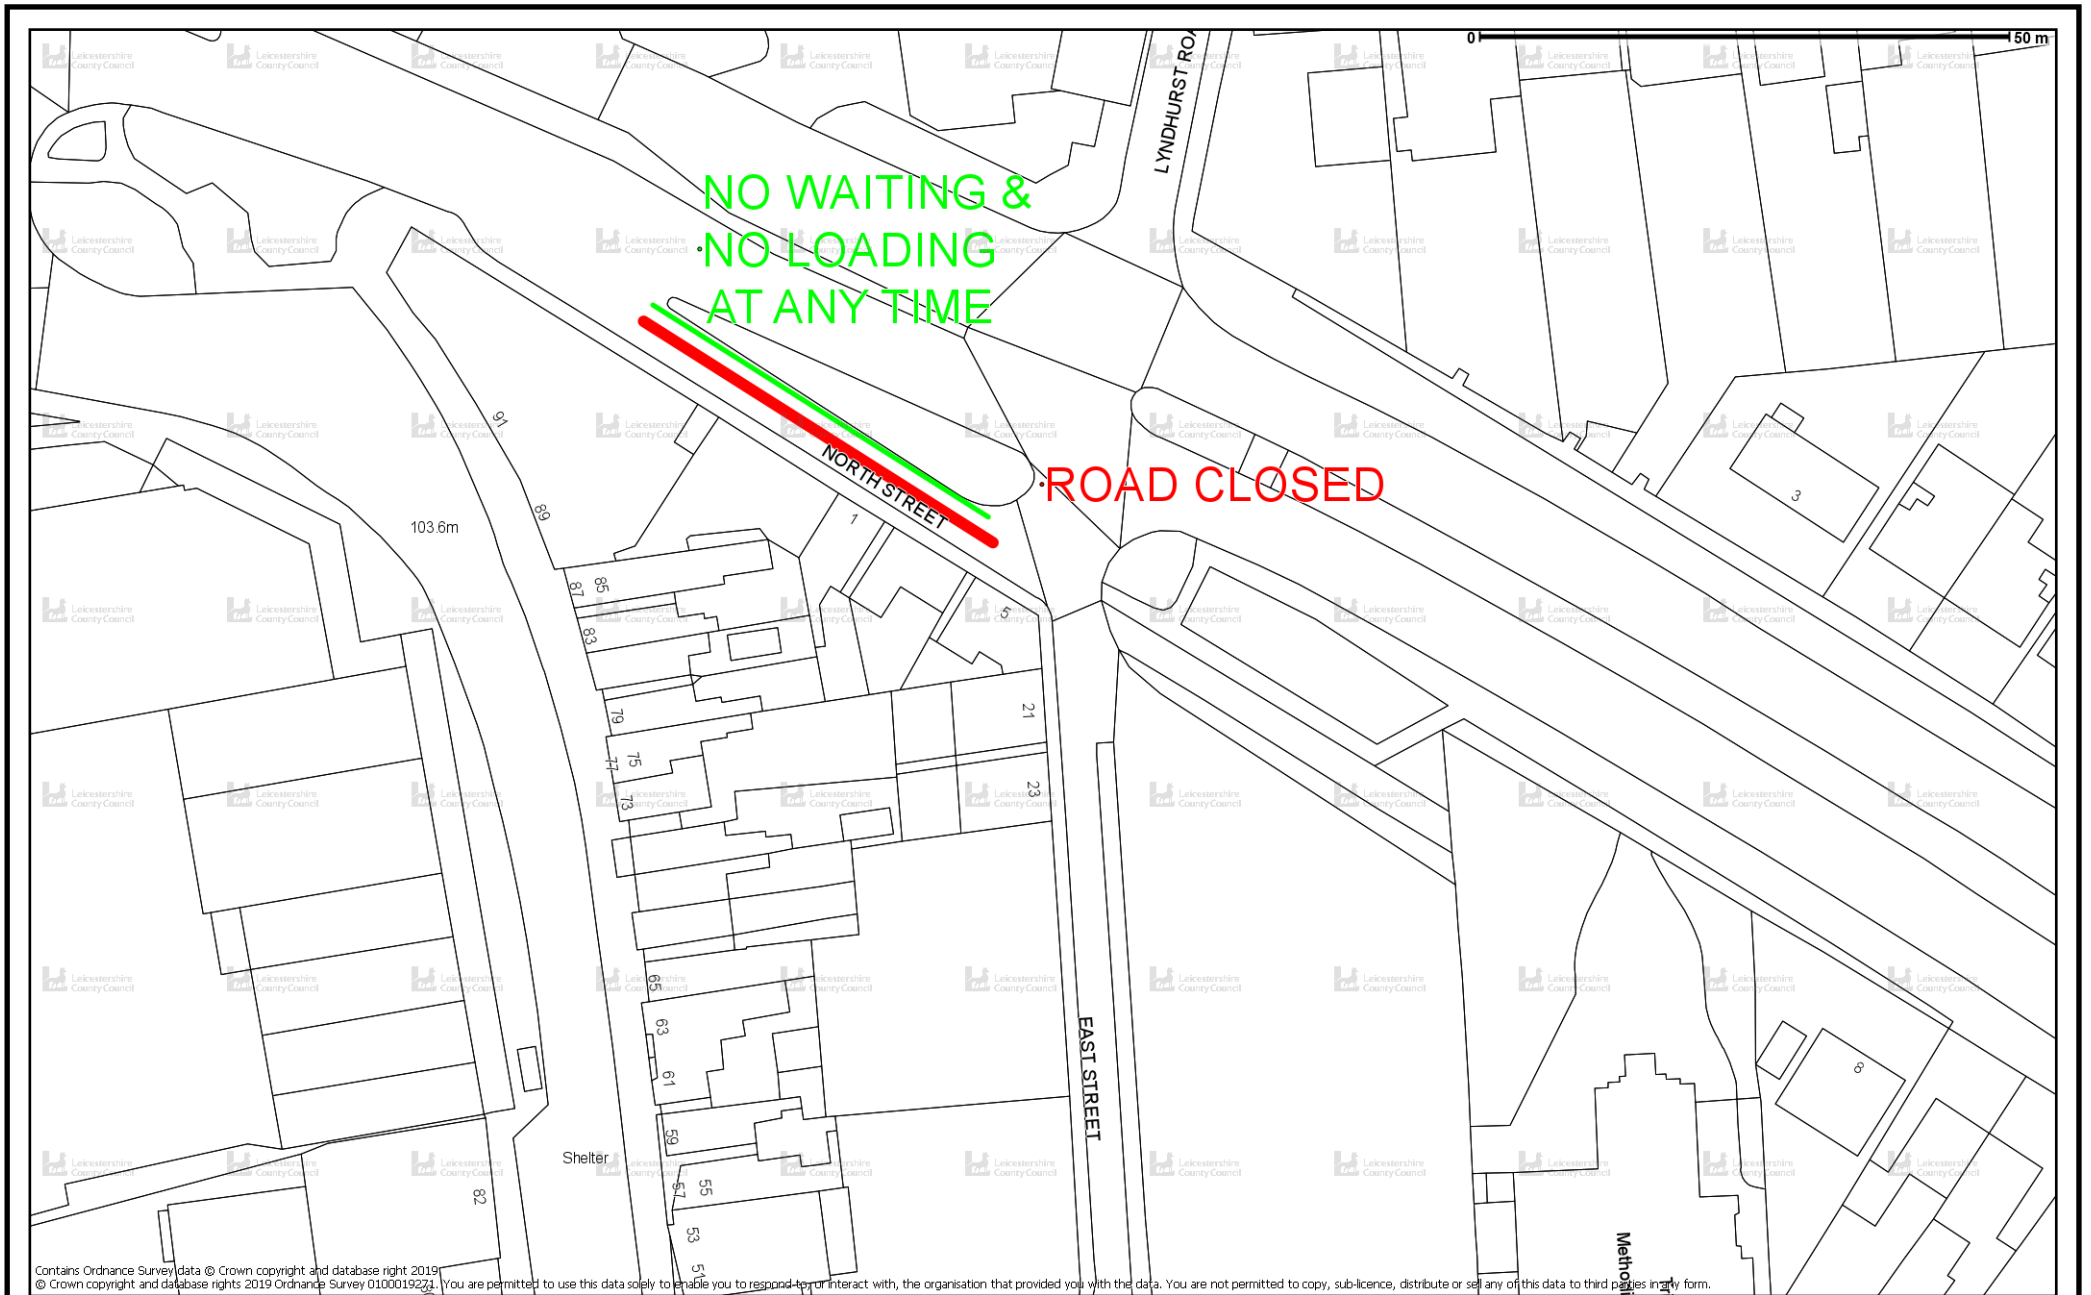 0
50 m
LYNDHURST ROA
NO WAITING &
NO LOADING
AT ANY TIME
ROAD CLOSED
NORTH STREET
91
89
103.6m
1
5
3
87
85
83
79
75
77
73
21
23
65
63
61
59
57
55
53
51
82
8
EAST STREET
Shelter
Leicestershire
County Council
Contains Ordnance Survey data © Crown copyright and database right 2019
© Crown copyright and database rights 2019 Ordnance Survey 0100019271. You are permitted to use this data solely to enable you to respond to, or interact with, the organisation that provided you with the data. You are not permitted to copy, sub-licence, distribute or sell any of this data to third parties in any form.